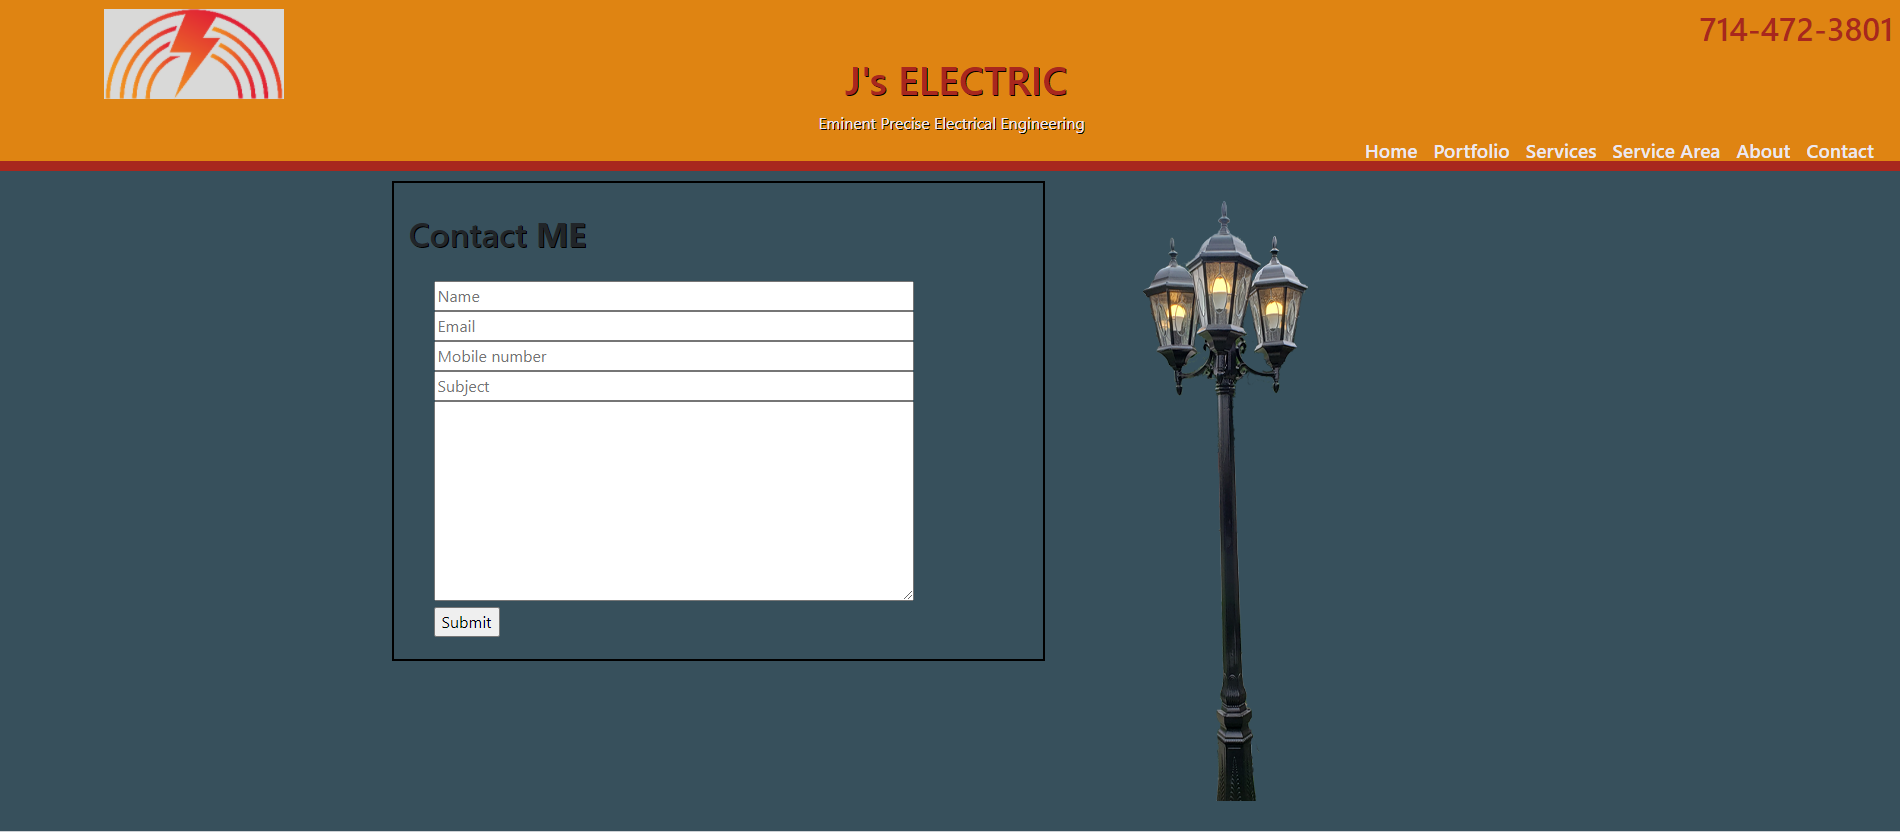 714-472-3801
J's ELECTRIC
Eminent Precise Electrical Engineering
Home Portfolio Services Service Area About Contact
Contact ME
Name
Email
Mobile number
Subject
Submit